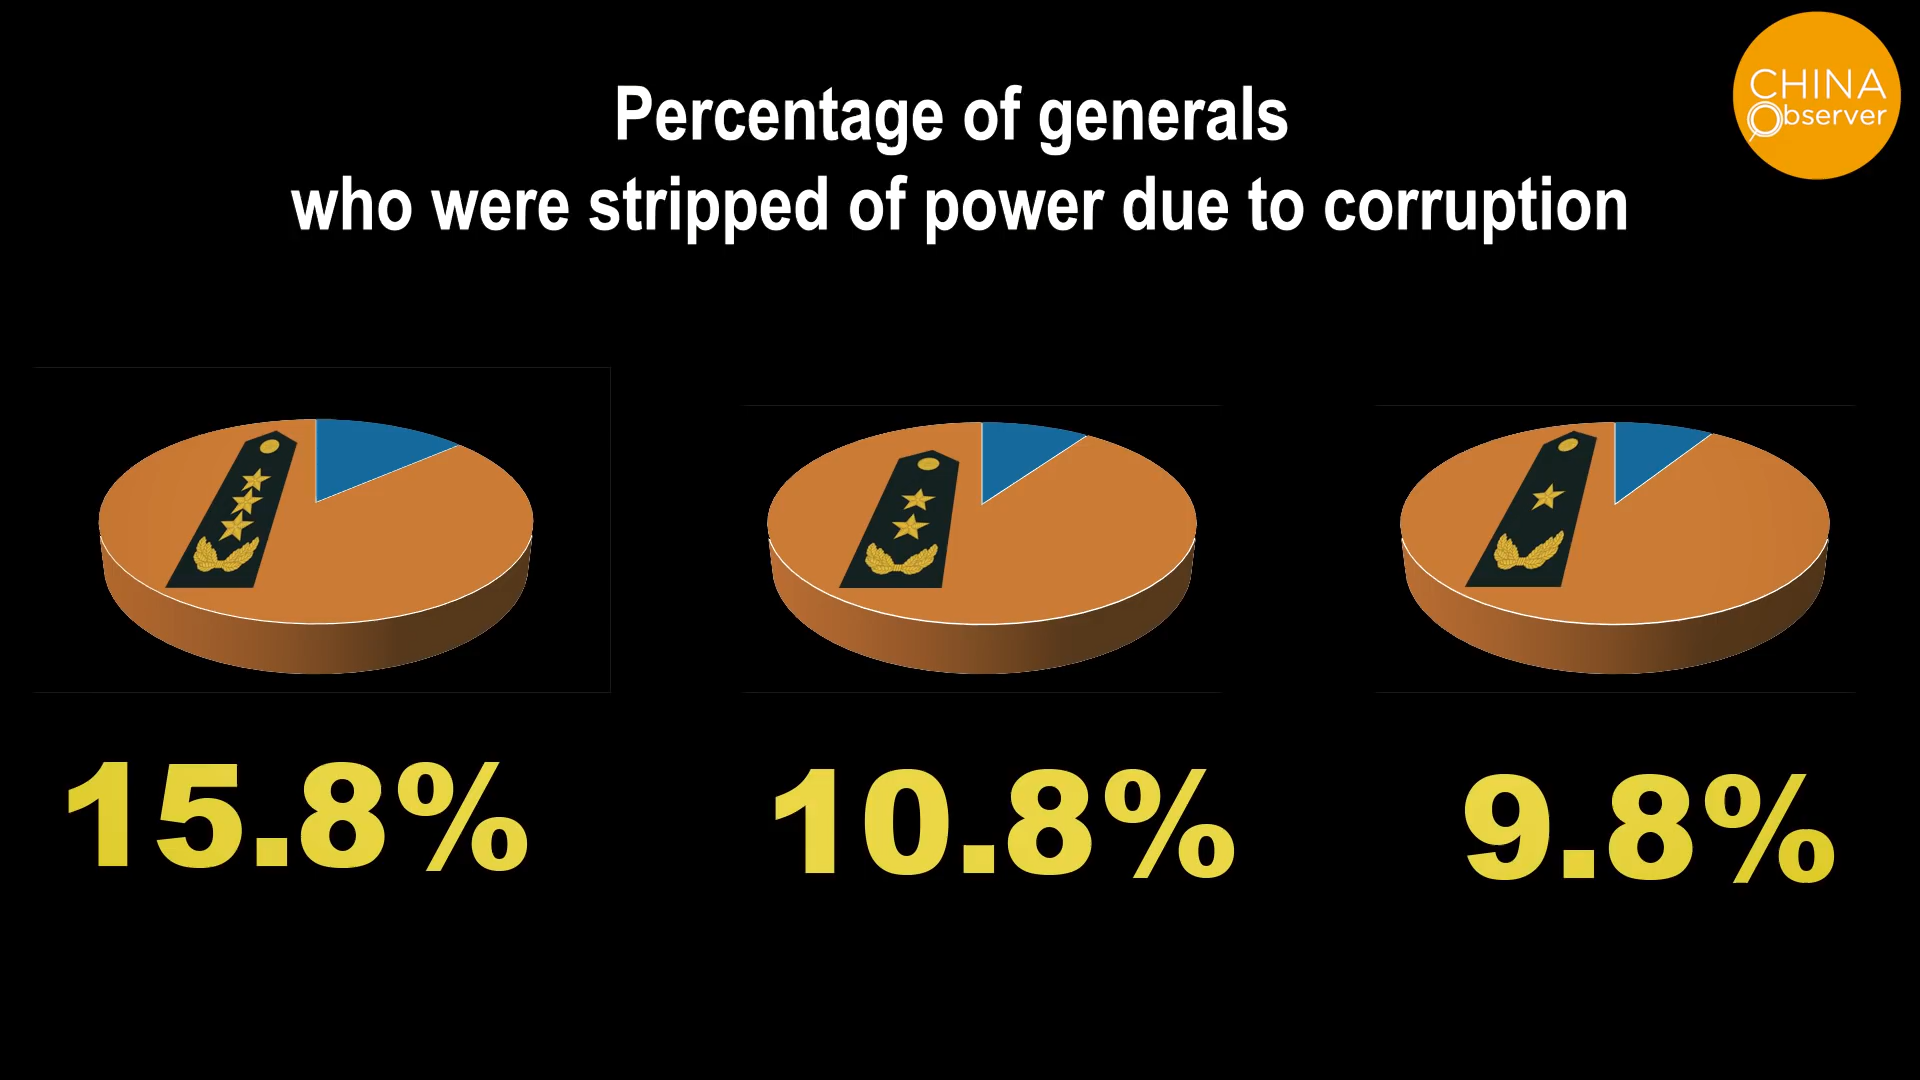 Percentage of generals
who were stripped of power due to corruption
CHINA
Observer
15.8%
10.8%
9.8%